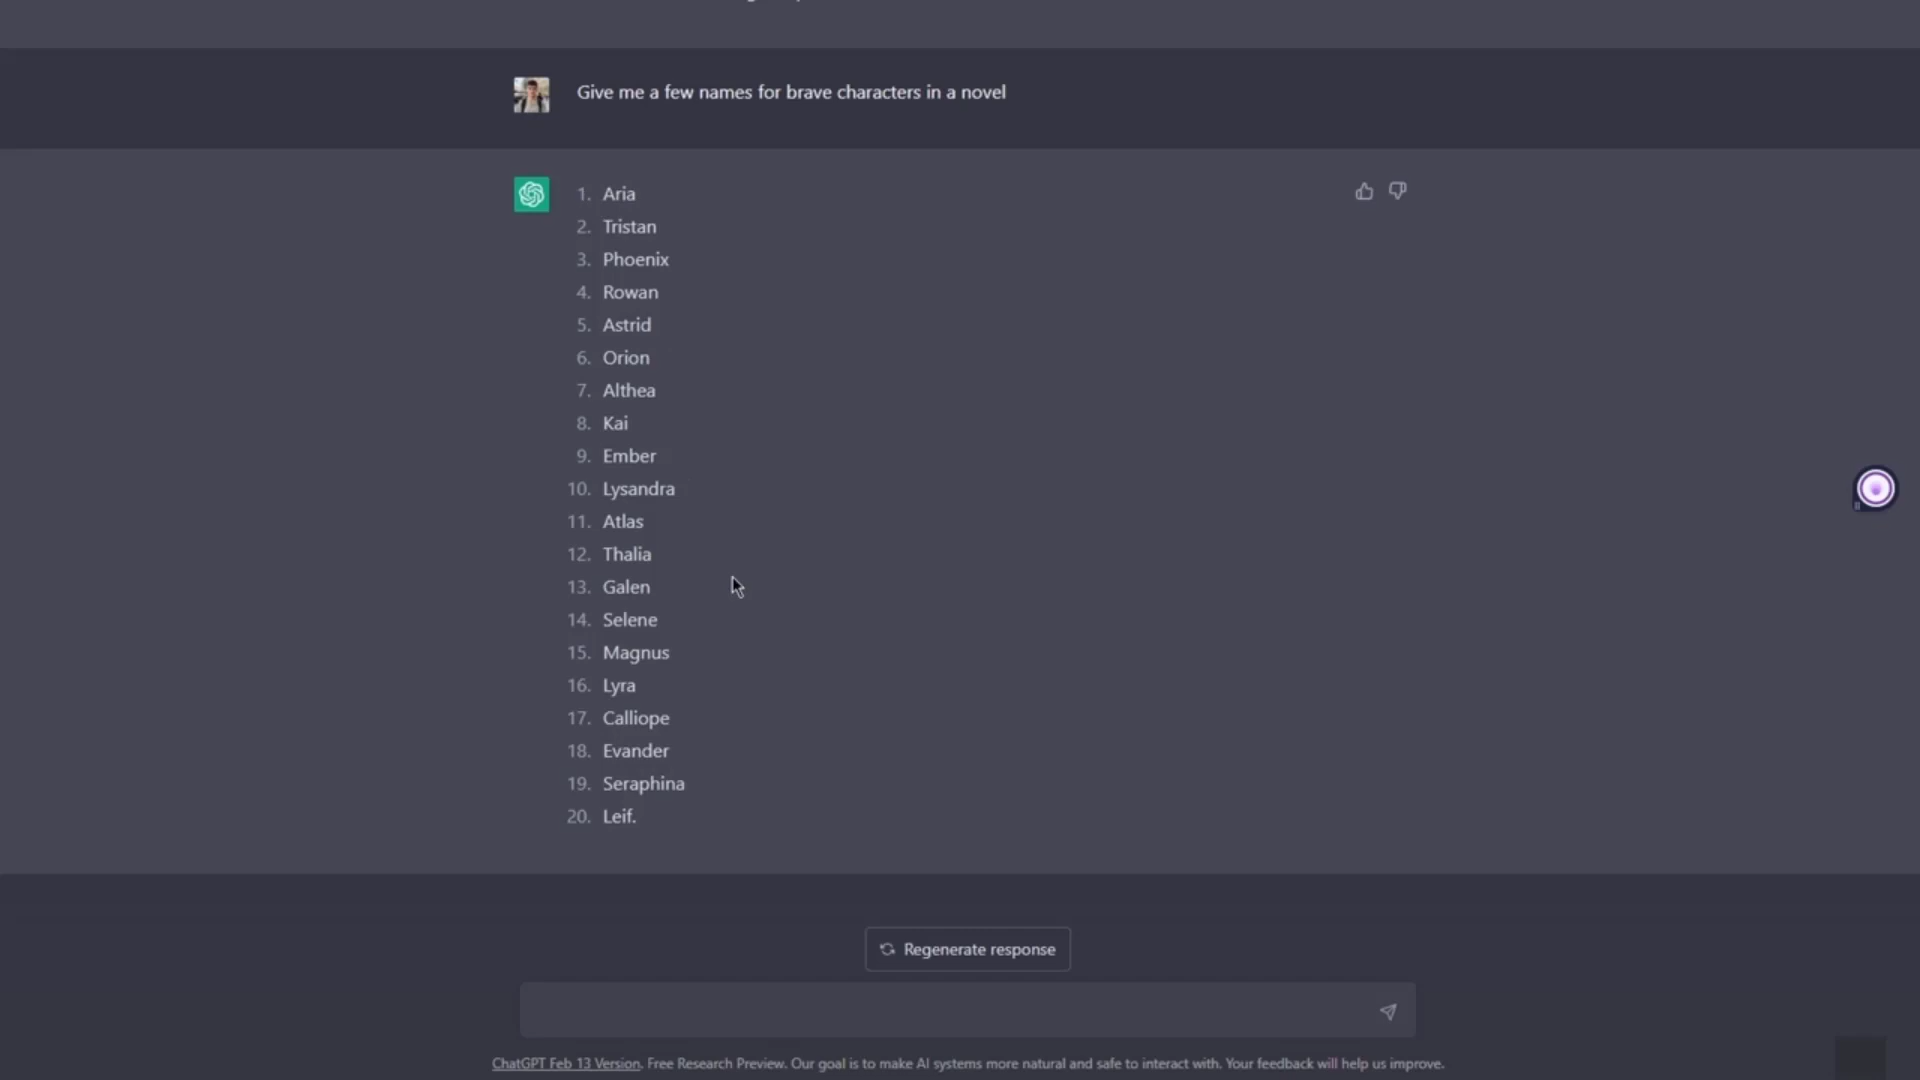 Give me a few names for brave characters in a novel
1. Aria
2. Tristan
3. Phoenix
4. Rowan
5. Astrid
6. Orion
7. Althea
8. Kai
9. Ember
10. Lysandra
11. Atlas
12. Thalia
13. Galen
14. Selene
15. Magnus
16. Lyra
17. Calliope
18. Evander
19. Seraphina
20. Leif.
Regenerate response
ChatGPT Feb 13 Version. Free Research Preview. Our goal is to make AI systems more natural and safe to interact with. Your feedback will help us improve.